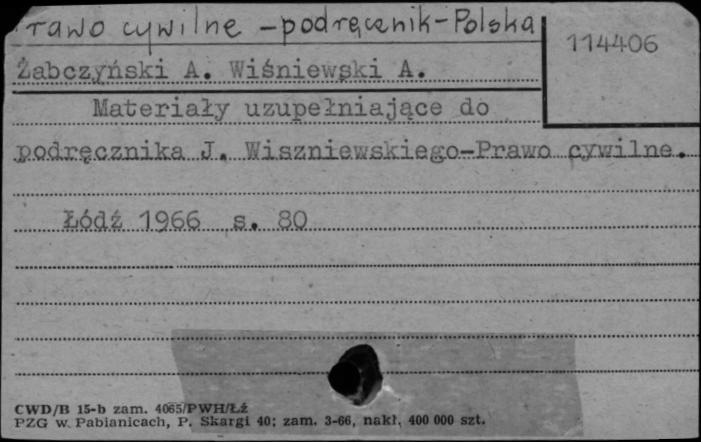 Prawo cywilne - podręcznik - Polska
114406
Żabczyński A. Wiśniewski A.
Materiały uzupełniające do
podręcznika J. Wiszniewskiego-Prawo cywilne.
Łódź 1966 s. 80
CWD/B 15-b zam. 4065/PWH/Łż
PZG w Pabianicach, P. Skargi 40; zam. 3-66, nakł. 400 000 szt.